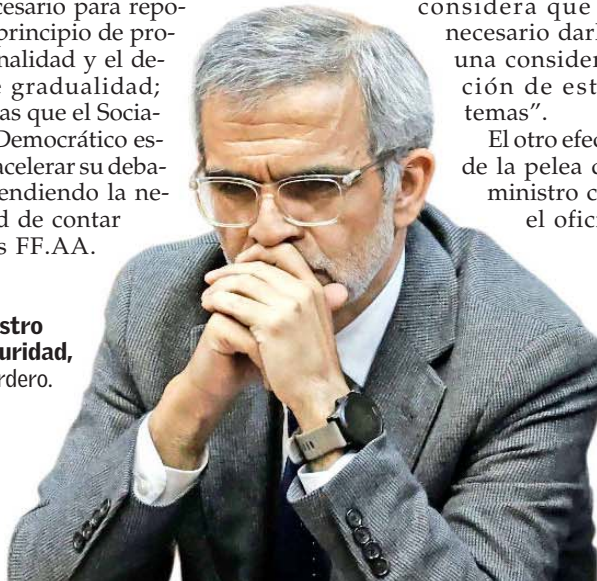 cesario para repo-
principio de pro-
nalidad y el de-
gradualidad;
as que el Socia-
Democrático es-
acelerar su deba-
endiendo la ne-
d de contar
s FF.AA.
stro
uridad,
rdero.
considera que
necesario darl
una consider
ción de est
temas”.
El otro efec
de la pelea d
ministro c
el ofici